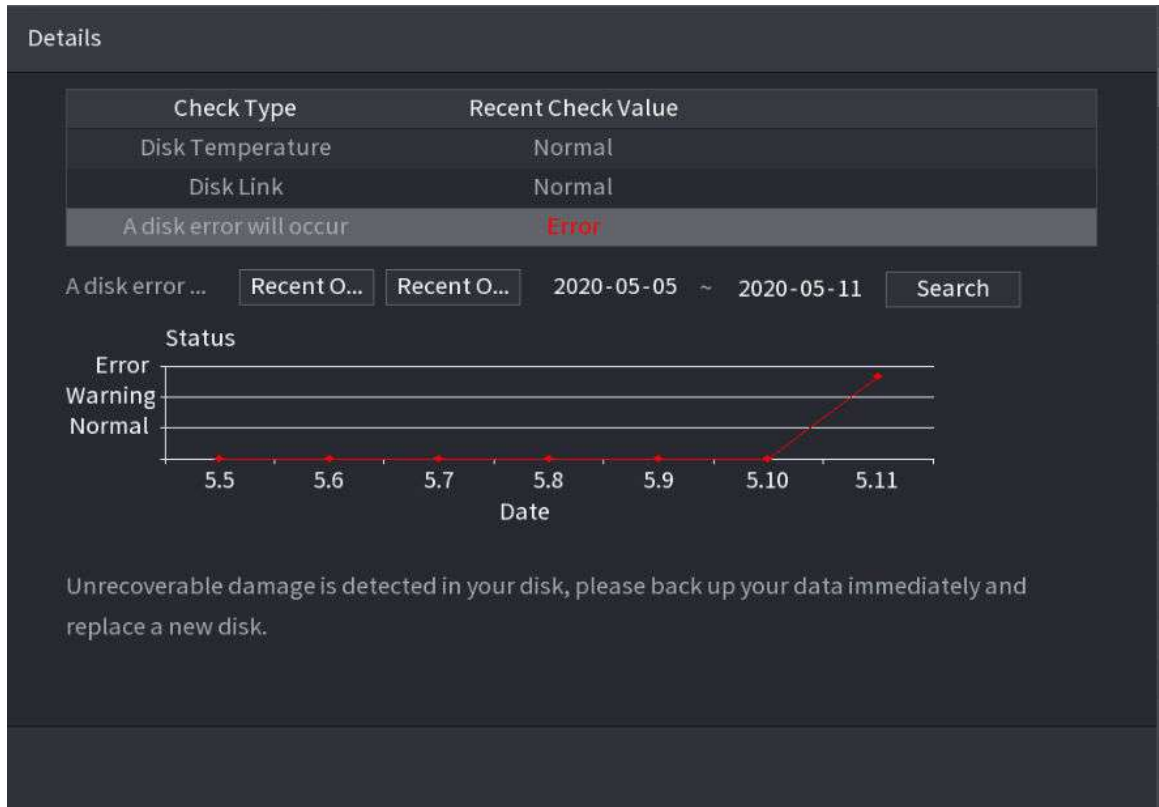 Details
Check Type Recent Check Value
Disk Temperature Normal
Disk Link Normal
A disk error will occur Error
A disk error ... Recent O... Recent O... 2020-05-05 ~ 2020-05-11 Search
Status
Error
Warning
Normal
5.5 5.6 5.7 5.8 5.9 5.10 5.11
Date
Unrecoverable damage is detected in your disk, please back up your data immediately and
replace a new disk.